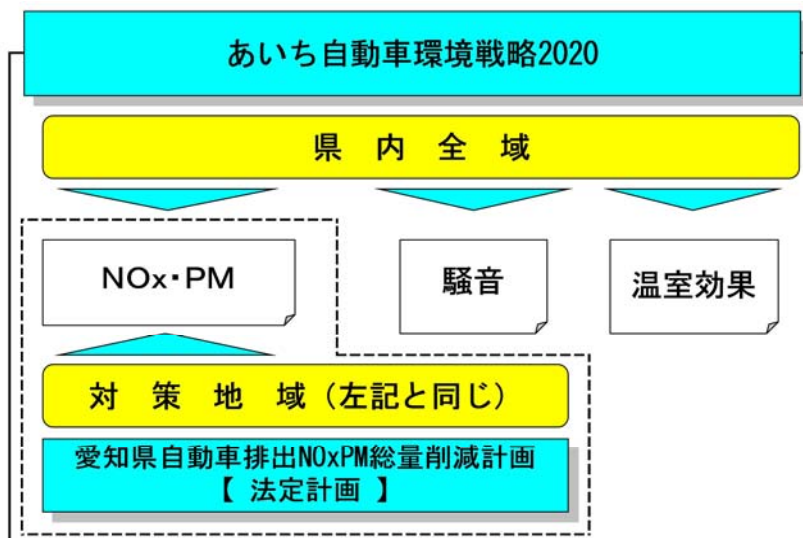 あいち自動車環境戦略2020
県内全域
NOx・PM
騒音
温室効果
対策地域（左記と同じ）
愛知県自動車排出NOxPM総量削減計画
【 法定計画 】